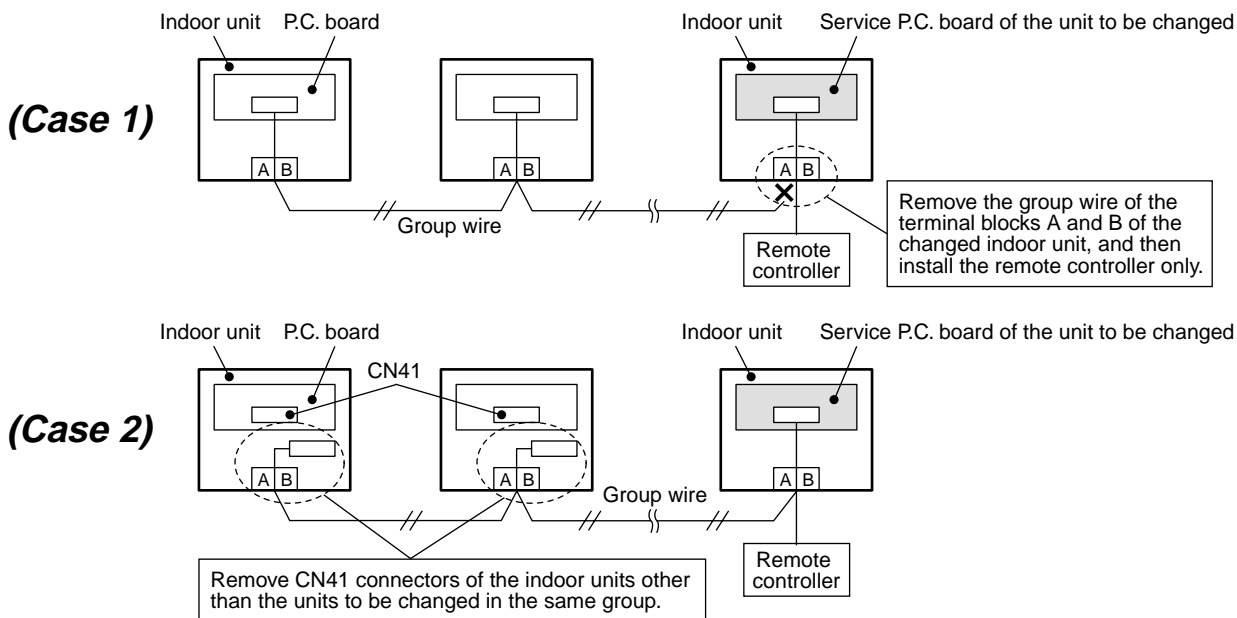 Indoor unit P.C. board
Indoor unit Service P.C. board of the unit to be changed
(Case 1)
A B
A B
A B
Group wire
Remote
controller
Remove the group wire of the
terminal blocks A and B of the
changed indoor unit, and then
install the remote controller only.
Indoor unit P.C. board
Indoor unit Service P.C. board of the unit to be changed
CN41
(Case 2)
A B
A B
A B
Group wire
Remote
controller
Remove CN41 connectors of the indoor units other
than the units to be changed in the same group.